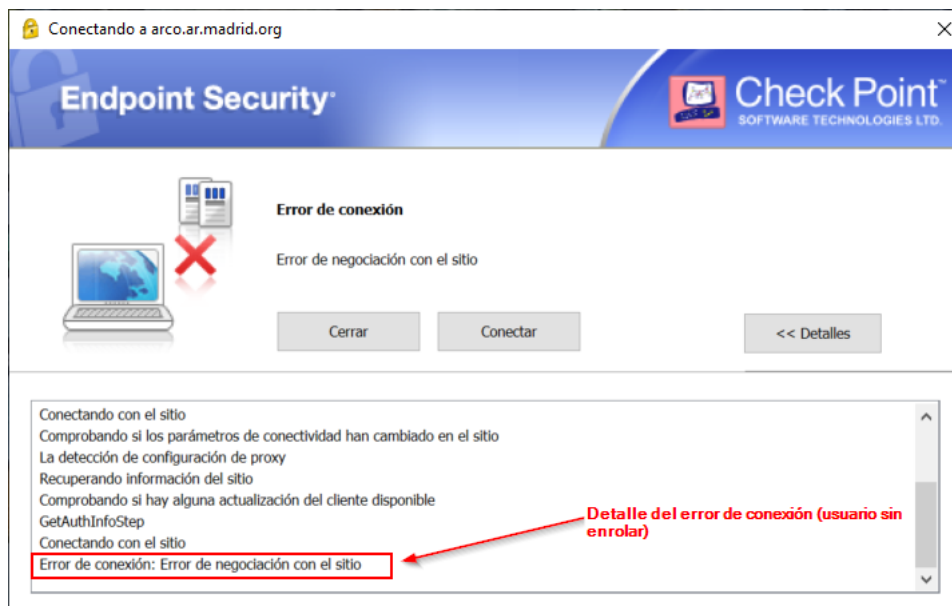 Conectando a arco.ar.madrid.org
Endpoint Security
Check Point™
SOFTWARE TECHNOLOGIES LTD.
Error de conexión
Error de negociación con el sitio
Cerrar
Conectar
<< Detalles
Conectando con el sitio
Comprobando si los parámetros de conectividad han cambiado en el sitio
La detección de configuración de proxy
Recuperando información del sitio
Comprobando si hay alguna actualización del cliente disponible
GetAuthInfoStep
Conectando con el sitio
Error de conexión: Error de negociación con el sitio
Detalle del error de conexión (usuario sin
enrolar)